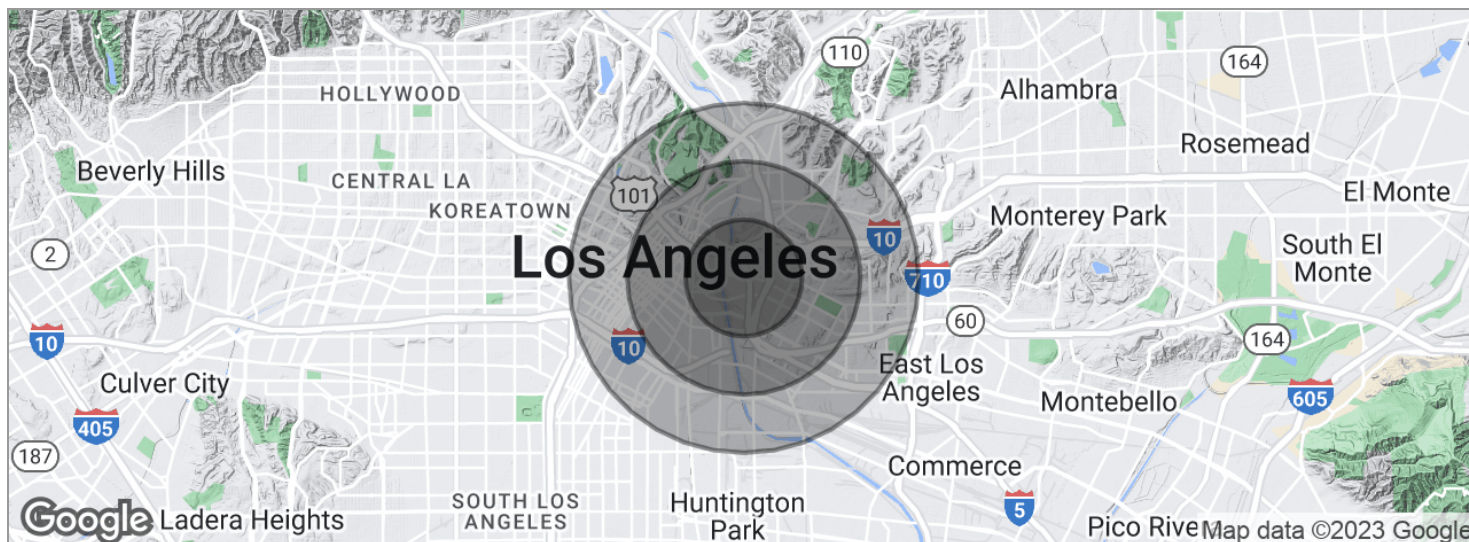 110
164
HOLLYWOOD
Alhambra
Rosemead
Beverly Hills
CENTRAL LA
101
El Monte
KOREATOWN
Monterey Park
10
2
Los Angeles
South El
Monte
710
60
10
10
164
East Los
Angeles
Culver City
Montebello
605
405
187
Commerce
SOUTH LOS
ANGELES
Huntington
Park
5
Google
Ladera Heights
Pico River
Map data ©2023 Google